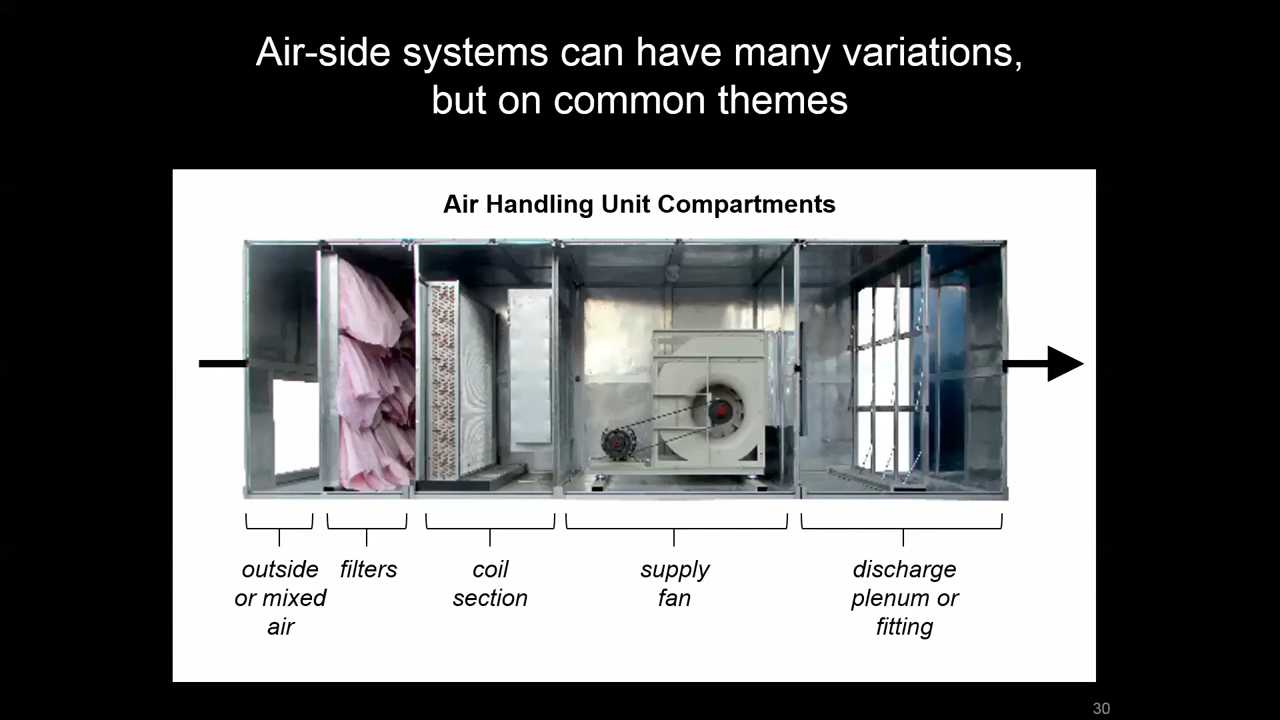 Air-side systems can have many variations,
but on common themes
Air Handling Unit Compartments
outside
or mixed
air
filters
coil
section
supply
fan
discharge
plenum or
fitting
30